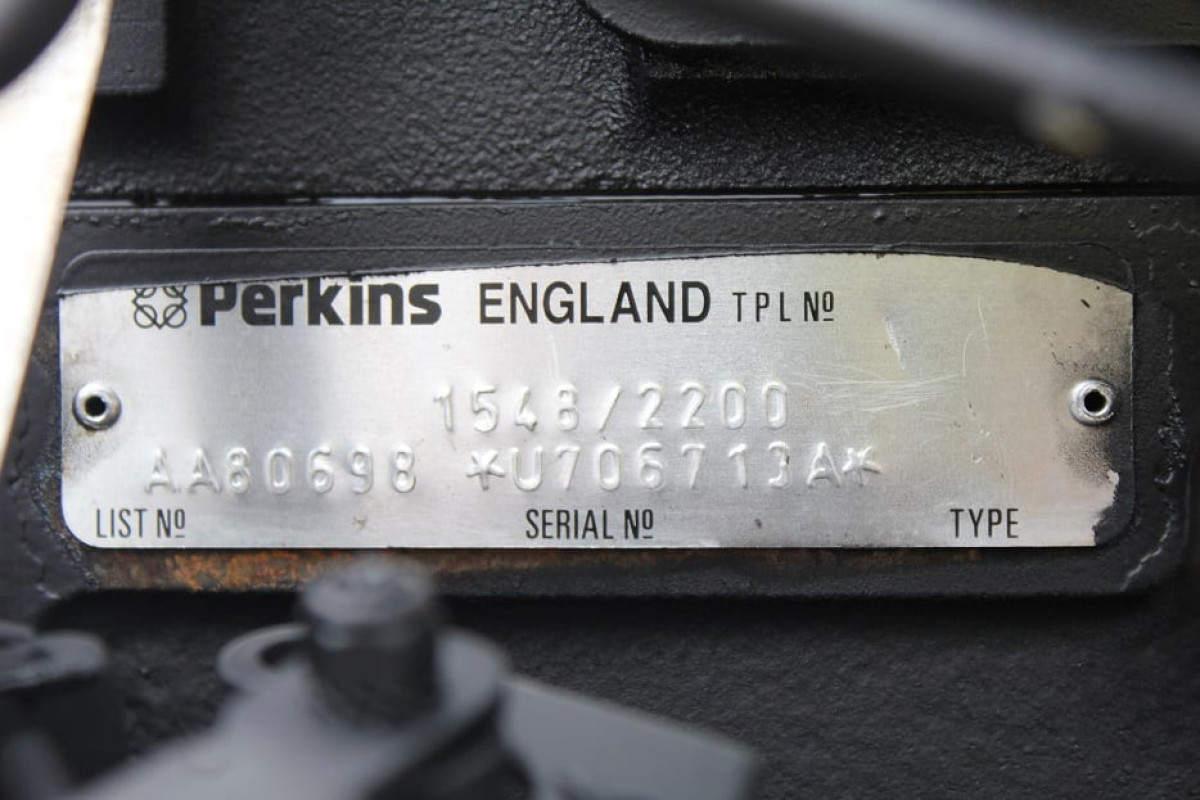 Perkins ENGLAND TPL Nº
1548/2200
AA80698 *U706713A*
LIST Nº SERIAL Nº TYPE